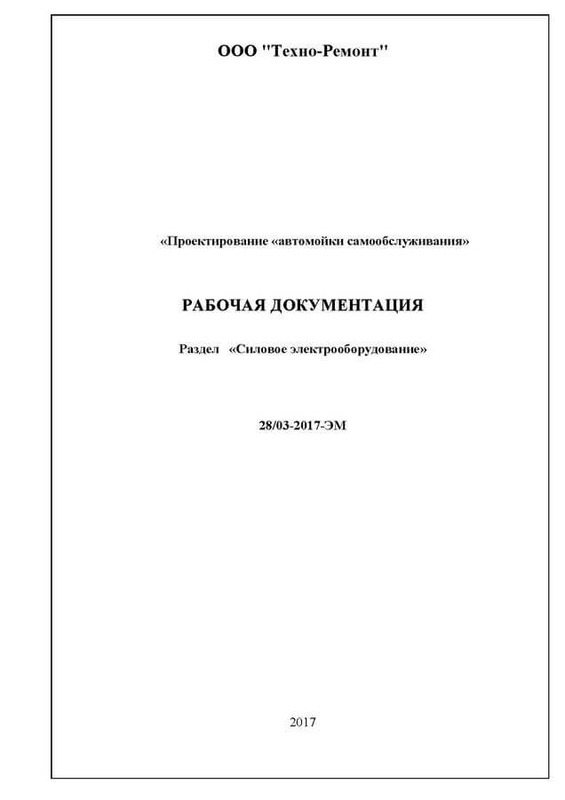 ООО "Техно-Ремонт"
«Проектирование «автомойки самообслуживания»
РАБОЧАЯ ДОКУМЕНТАЦИЯ
Раздел «Силовое электрооборудование»
28/03-2017-ЭМ
2017